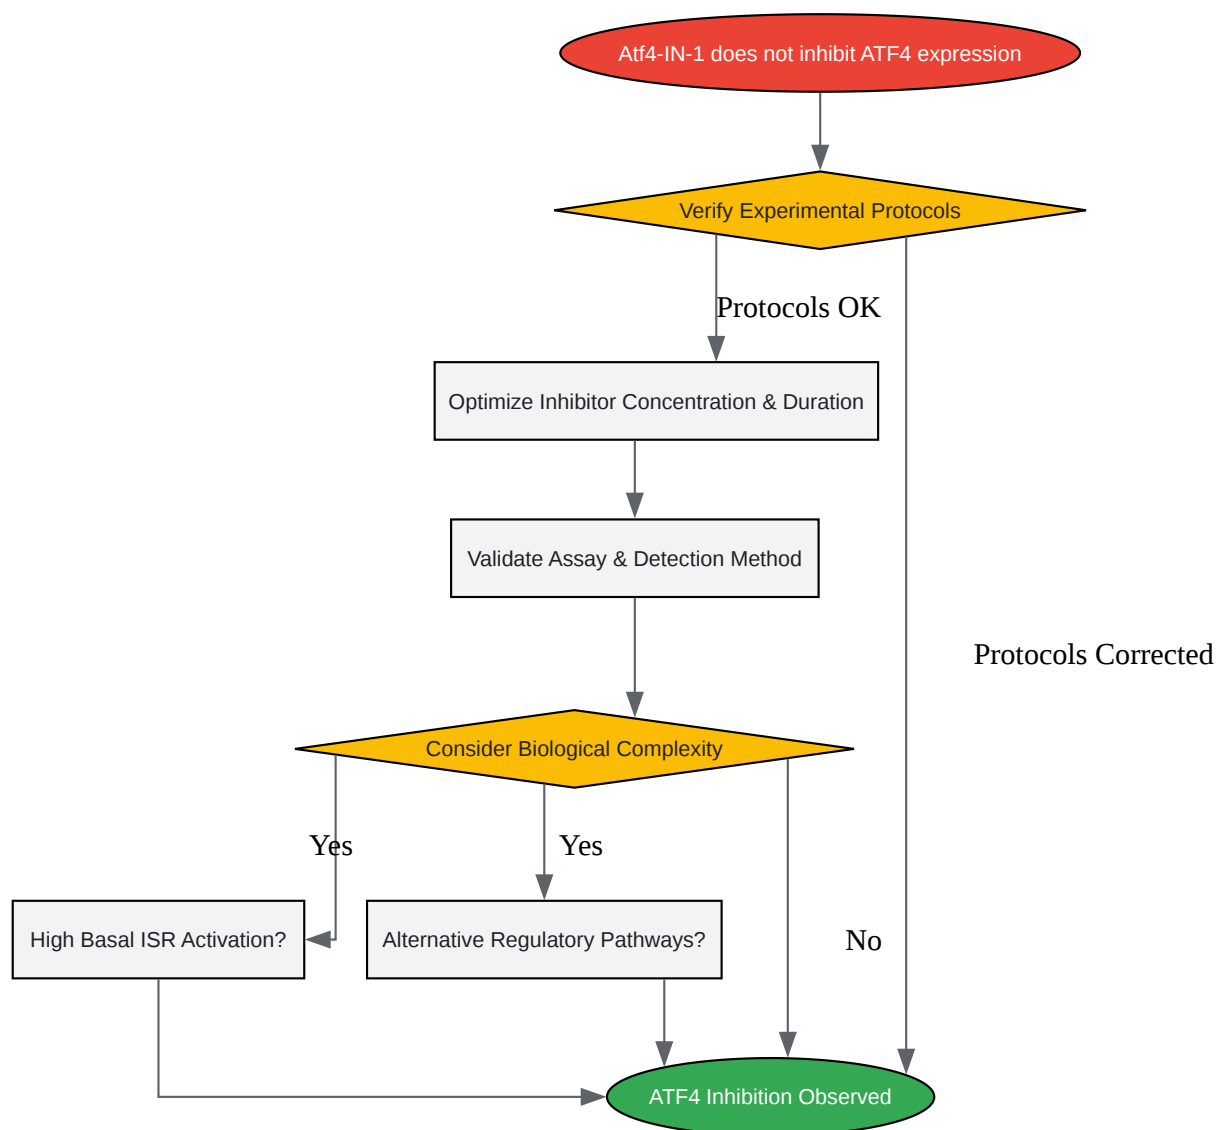 Atf4-IN-1 does not inhibit ATF4 expression
Verify Experimental Protocols
Protocols OK
Optimize Inhibitor Concentration & Duration
Validate Assay & Detection Method
Protocols Corrected
Consider Biological Complexity
Yes
Yes
High Basal ISR Activation?
Alternative Regulatory Pathways?
No
ATF4 Inhibition Observed